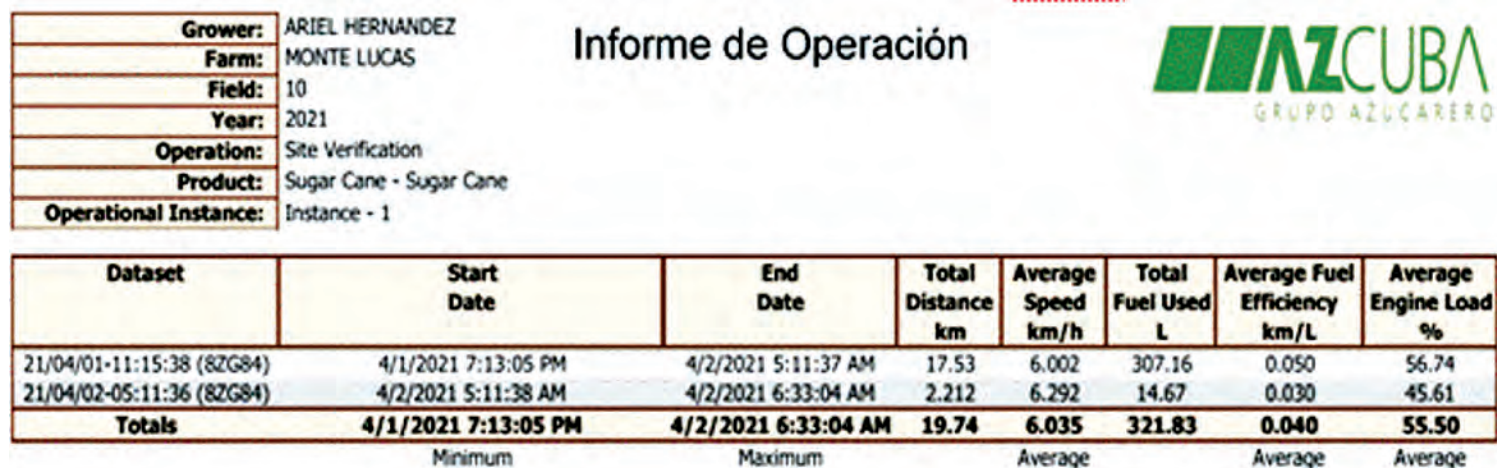 Grower: ARIEL HERNANDEZ
Farm: MONTE LUCAS
Field: 10
Year: 2021
Operation: Site Verification
Product: Sugar Cane - Sugar Cane
Operational Instance: Instance - 1
Informe de Operación
AZCUBA
GRUPO AZUCARERO
Dataset Start Date End Date Total Distance km Average Speed km/h Total Fuel Used L Average Fuel Efficiency km/L Average Engine Load %
21/04/01-11:15:38 (8ZG84) 4/1/2021 7:13:05 PM 4/2/2021 5:11:37 AM 17.53 6.002 307.16 0.050 56.74
21/04/02-05:11:36 (8ZG84) 4/2/2021 5:11:38 AM 4/2/2021 6:33:04 AM 2.212 6.292 14.67 0.030 45.61
Totals 4/1/2021 7:13:05 PM 4/2/2021 6:33:04 AM 19.74 6.035 321.83 0.040 55.50
Minimum Maximum Average Average Average